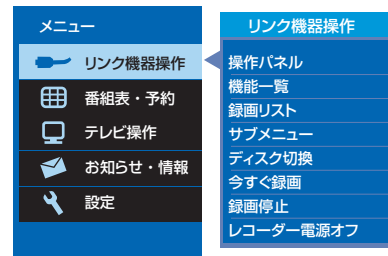 メニュー
リンク機器操作
番組表・予約
テレビ操作
お知らせ・情報
設定
リンク機器操作
操作パネル
機能一覧
録画リスト
サブメニュー
ディスク切換
今すぐ録画
録画停止
レコーダー電源オフ